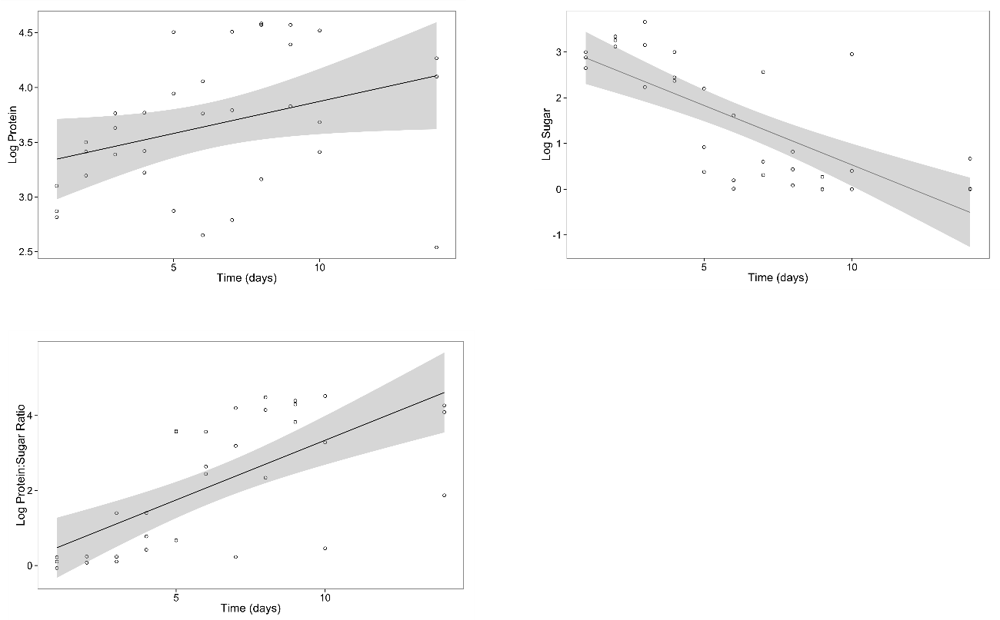 4.5
4.0
3.5
3.0
2.5
Log Protein
5 10
Time (days)
3
2
1
0
-1
Log Sugar
5 10
Time (days)
4
2
0
Log Protein:Sugar Ratio
5 10
Time (days)